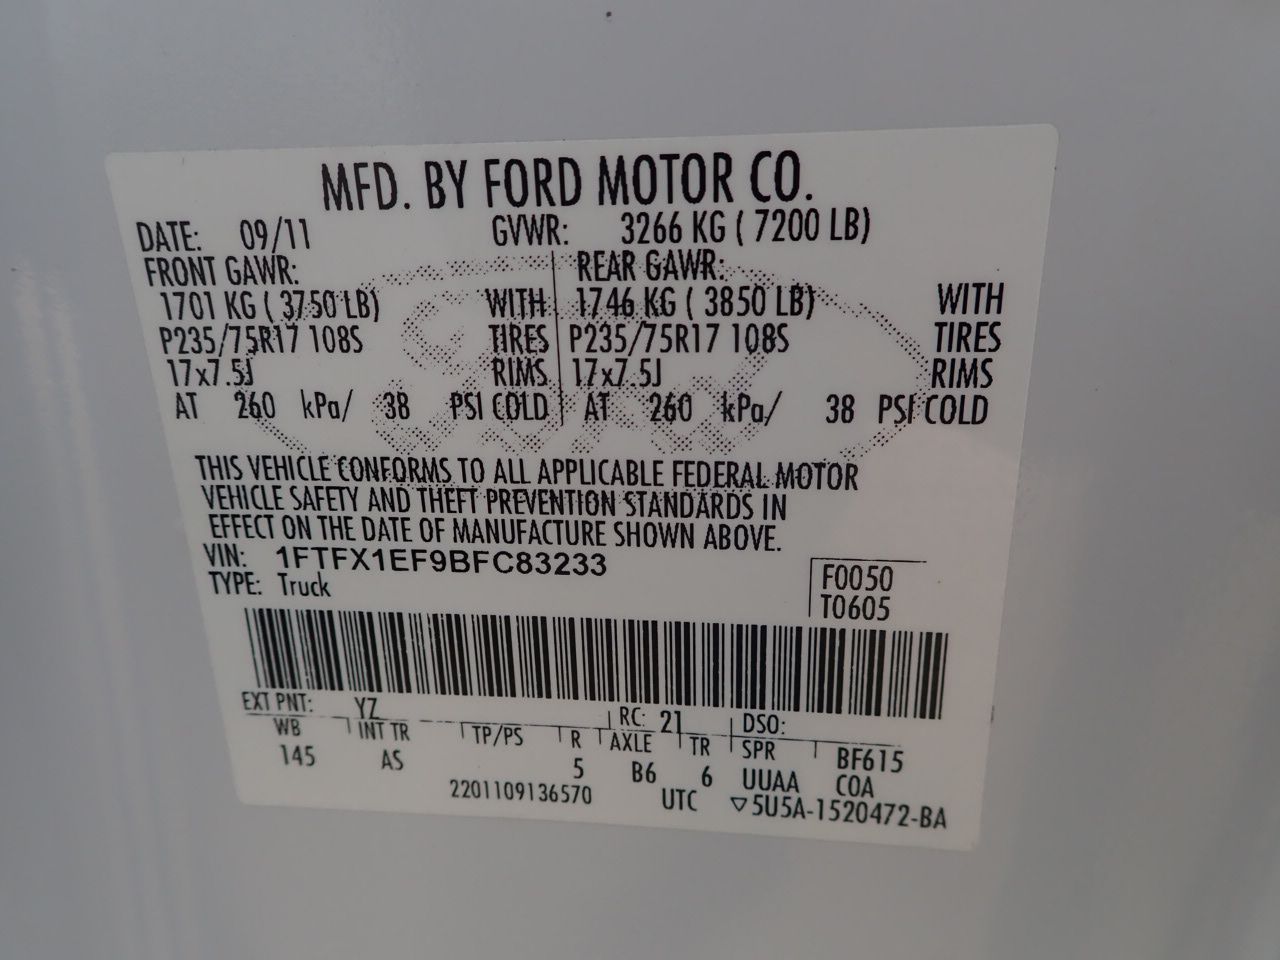 MFD. BY FORD MOTOR CO.
DATE: 09/11 GVWR: 3266 KG ( 7200 LB)
FRONT GAWR: REAR GAWR:
1701 KG ( 3750 LB) WITH 1746 KG ( 3850 LB) WITH
P235/75R17 108S TIRES P235/75R17 108S TIRES
17x7.5J RIMS 17x7.5J RIMS
AT 260 kPa/ 38 PSI COLD AT 260 kPa/ 38 PSI COLD
THIS VEHICLE CONFORMS TO ALL APPLICABLE FEDERAL MOTOR
VEHICLE SAFETY AND THEFT PREVENTION STANDARDS IN
EFFECT ON THE DATE OF MANUFACTURE SHOWN ABOVE.
VIN: 1FTFX1EF9BFC83233
TYPE: Truck
F0050
T0605
EXT PNT: YZ RC: 21 DSO:
WB INT TR TP/PS R AXLE TR SPR BF615
145 AS 5 B6 6 UUAA COA
2201109136570 UTC ▽5U5A-1520472-BA